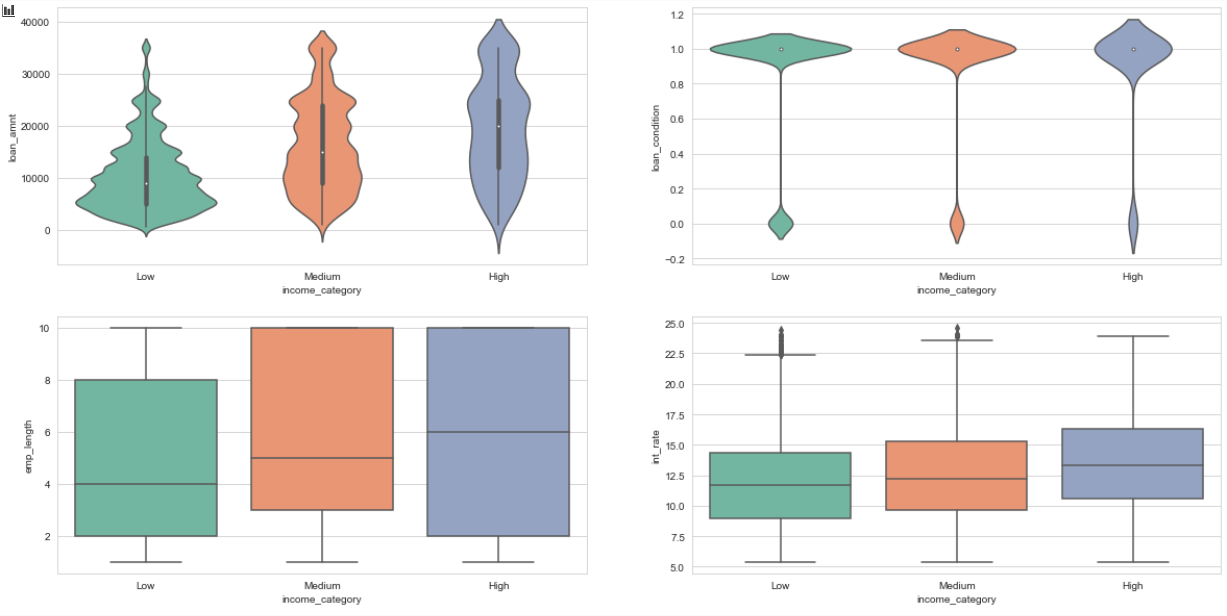 40000
30000
20000
10000
0
loan_amnt
Low Medium High
income_category
1.2
1.0
0.8
0.6
0.4
0.2
0.0
−0.2
loan_condition
Low Medium High
income_category
10
8
6
4
2
emp_length
Low Medium High
income_category
25.0
22.5
20.0
17.5
15.0
12.5
10.0
7.5
5.0
int_rate
Low Medium High
income_category